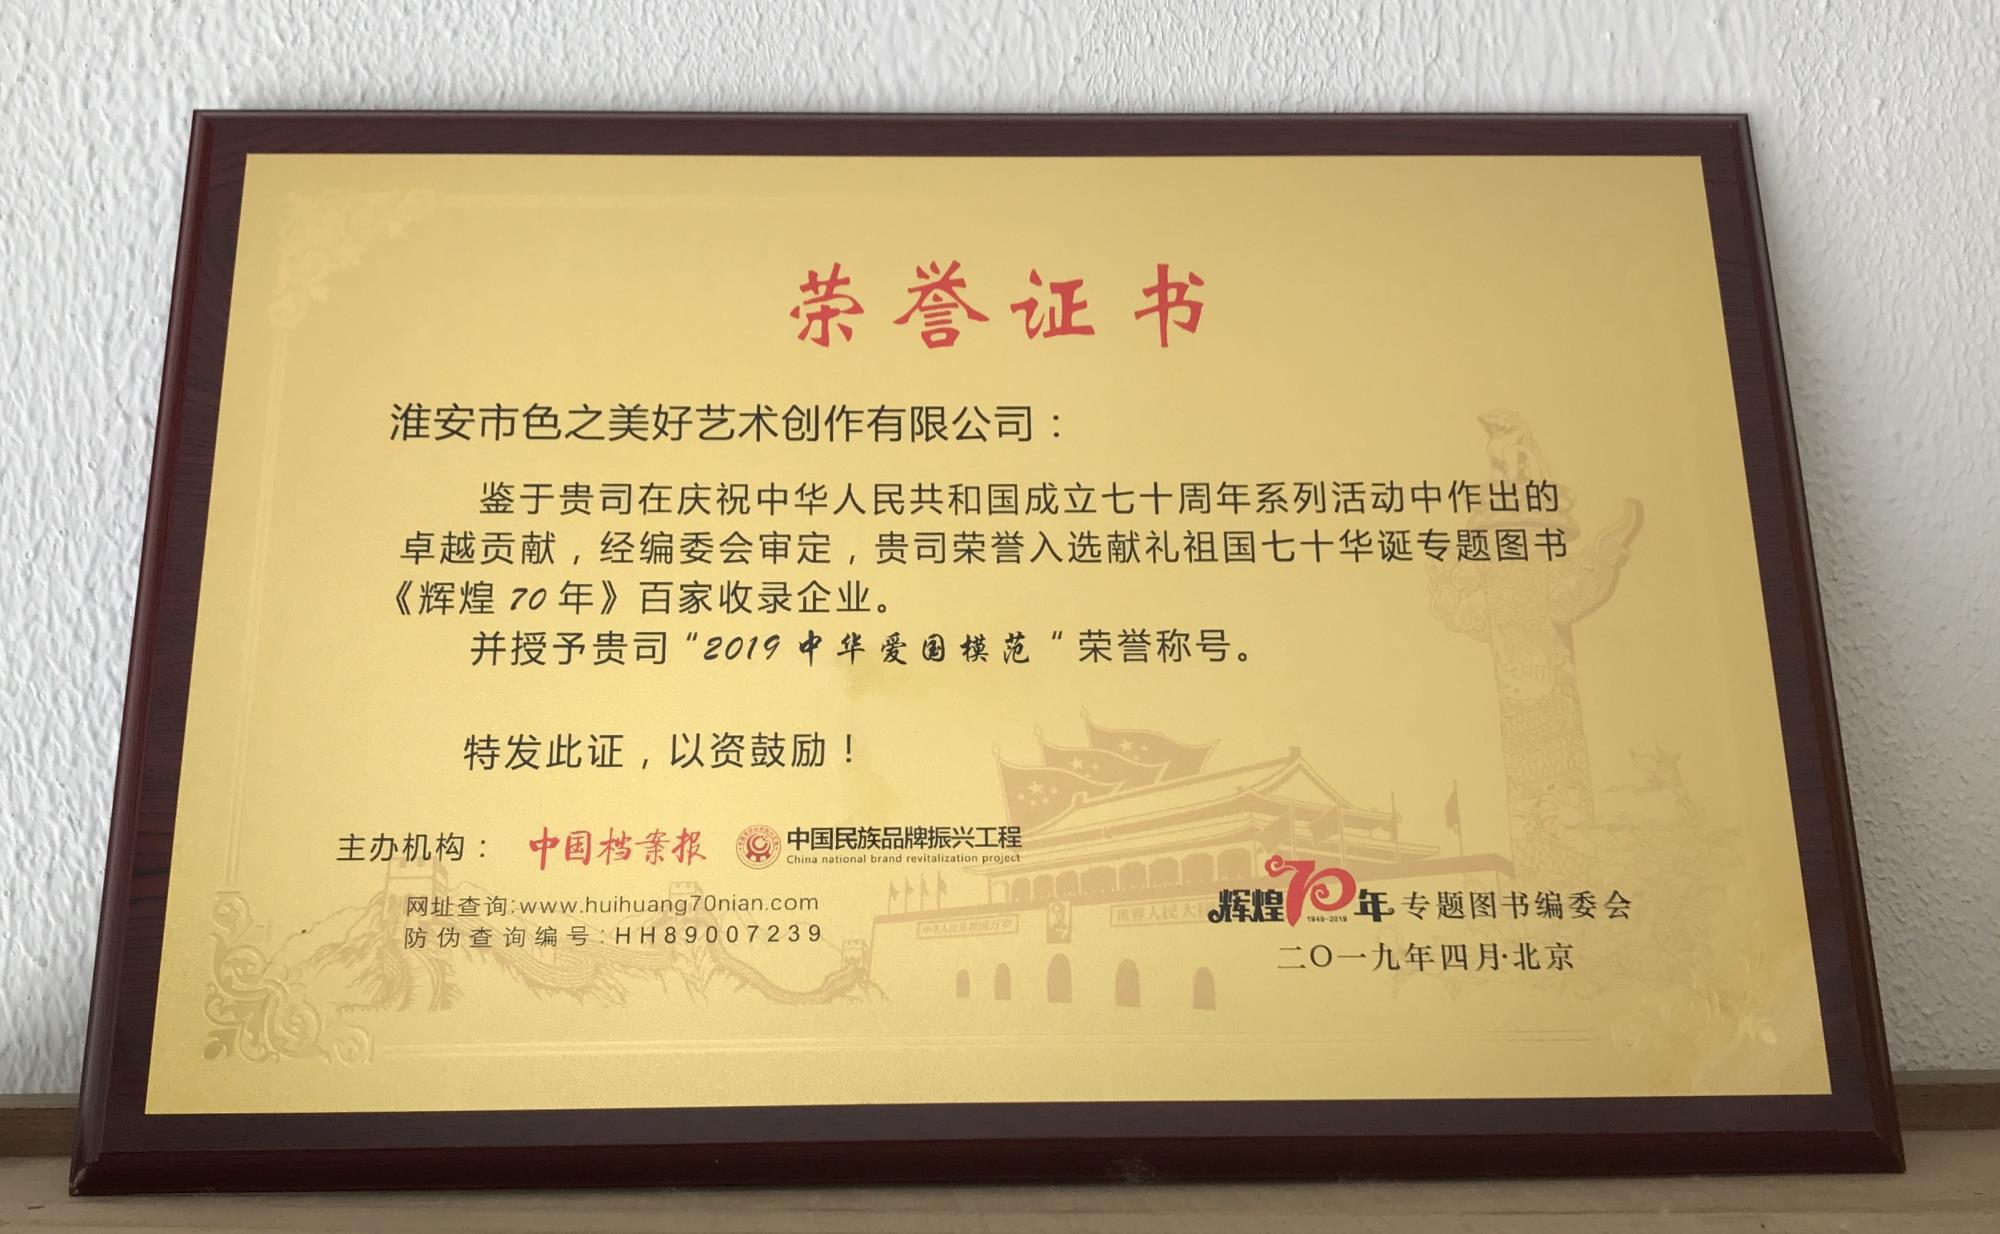 荣誉证书
淮安市色之美好艺术创作有限公司：
鉴于贵司在庆祝中华人民共和国成立七十周年系列活动中作出的
卓越贡献，经编委会审定，贵司荣誉入选献礼祖国七十华诞专题图书
《辉煌70年》百家收录企业。
并授予贵司“2019中华爱国模范“荣誉称号。
特发此证，以资鼓励！
主办机构：中国档案报 中国民族品牌振兴工程
China national brand revitalization project
网址查询:www.huihuang70nian.com
防伪查询编号:HH89007239
辉煌70年专题图书编委会
1949-2019
二〇一九年四月·北京
世界人民大